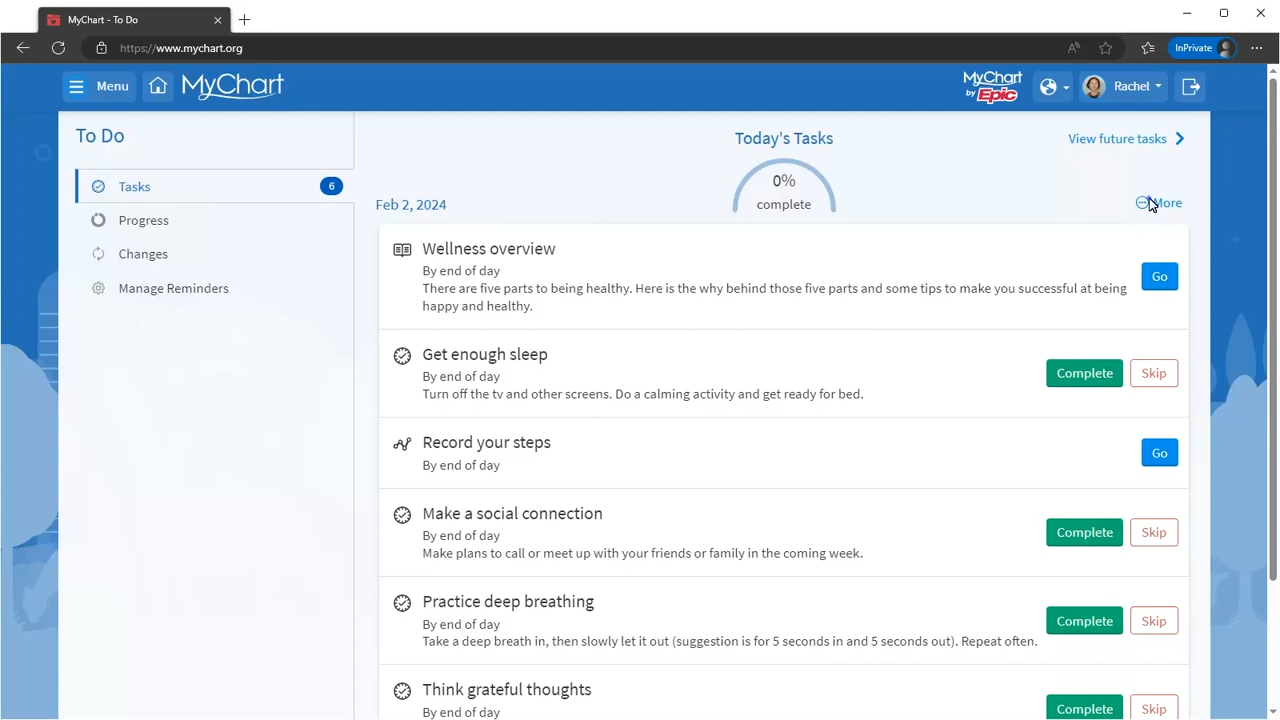 MyChart - To Do
https://www.mychart.org
InPrivate
Menu
MyChart
MyChart
by Epic
Rachel
To Do
Tasks
6
Progress
Changes
Manage Reminders
Today's Tasks
View future tasks
0%
complete
Feb 2, 2024
More
Wellness overview
By end of day
There are five parts to being healthy. Here is the why behind those five parts and some tips to make you successful at being
happy and healthy.
Go
Get enough sleep
By end of day
Turn off the tv and other screens. Do a calming activity and get ready for bed.
Complete
Skip
Record your steps
By end of day
Go
Make a social connection
By end of day
Make plans to call or meet up with your friends or family in the coming week.
Complete
Skip
Practice deep breathing
By end of day
Take a deep breath in, then slowly let it out (suggestion is for 5 seconds in and 5 seconds out). Repeat often.
Complete
Skip
Think grateful thoughts
By end of day
Complete
Skip